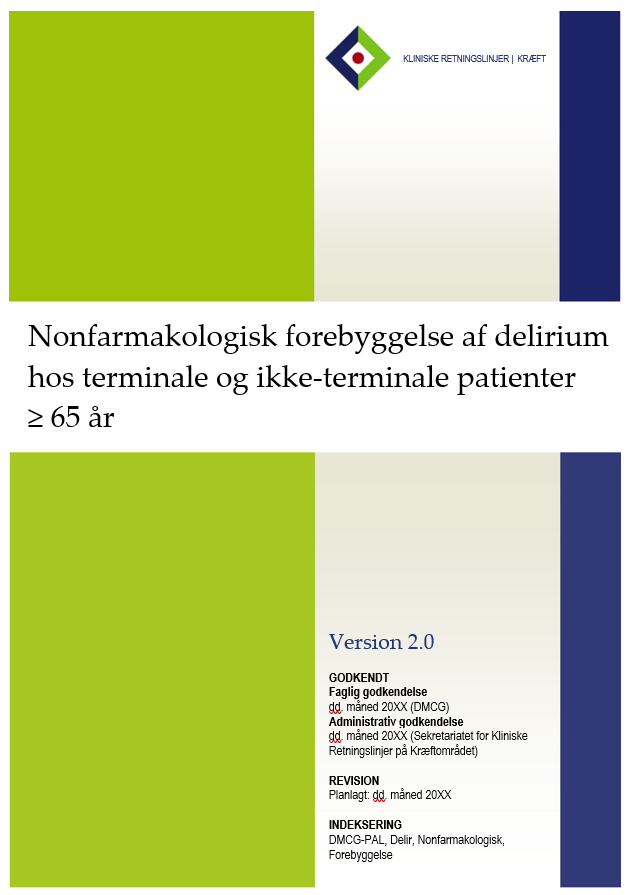 KLINISKE RETNINGSLINJER | KRÆFT
Nonfarmakologisk forebyggelse af delirium
hos terminale og ikke-terminale patienter
≥ 65 år
Version 2.0
GODKENDT
Faglig godkendelse
dd. måned 20XX (DMCG)
Administrativ godkendelse
dd. måned 20XX (Sekretariatet for Kliniske
Retningslinjer på Kræftområdet)
REVISION
Planlagt: dd. måned 20XX
INDEKSERING
DMCG-PAL, Delir, Nonfarmakologisk,
Forebyggelse